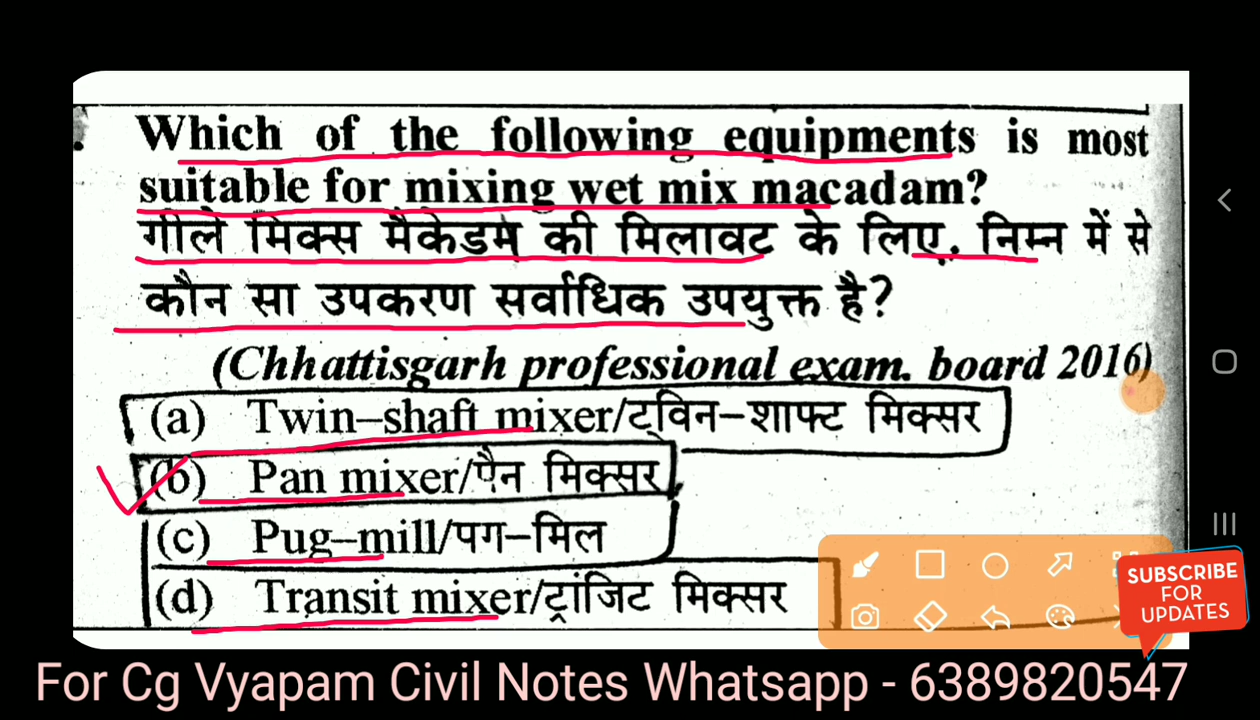 Which of the following equipments is most
suitable for mixing wet mix macadam?
गीले मिक्स मैकेडम की मिलावट के लिए. निम्न में से
कौन सा उपकरण सर्वाधिक उपयुक्त है?
(Chhattisgarh professional exam. board 2016)
(a) Twin–shaft mixer/ट्विन–शाफ्ट मिक्सर
(b) Pan mixer/पैन मिक्सर
(c) Pug–mill/पग–मिल
(d) Transit mixer/ट्रांजिट मिक्सर
SUBSCRIBE
FOR
UPDATES
For Cg Vyapam Civil Notes Whatsapp - 6389820547